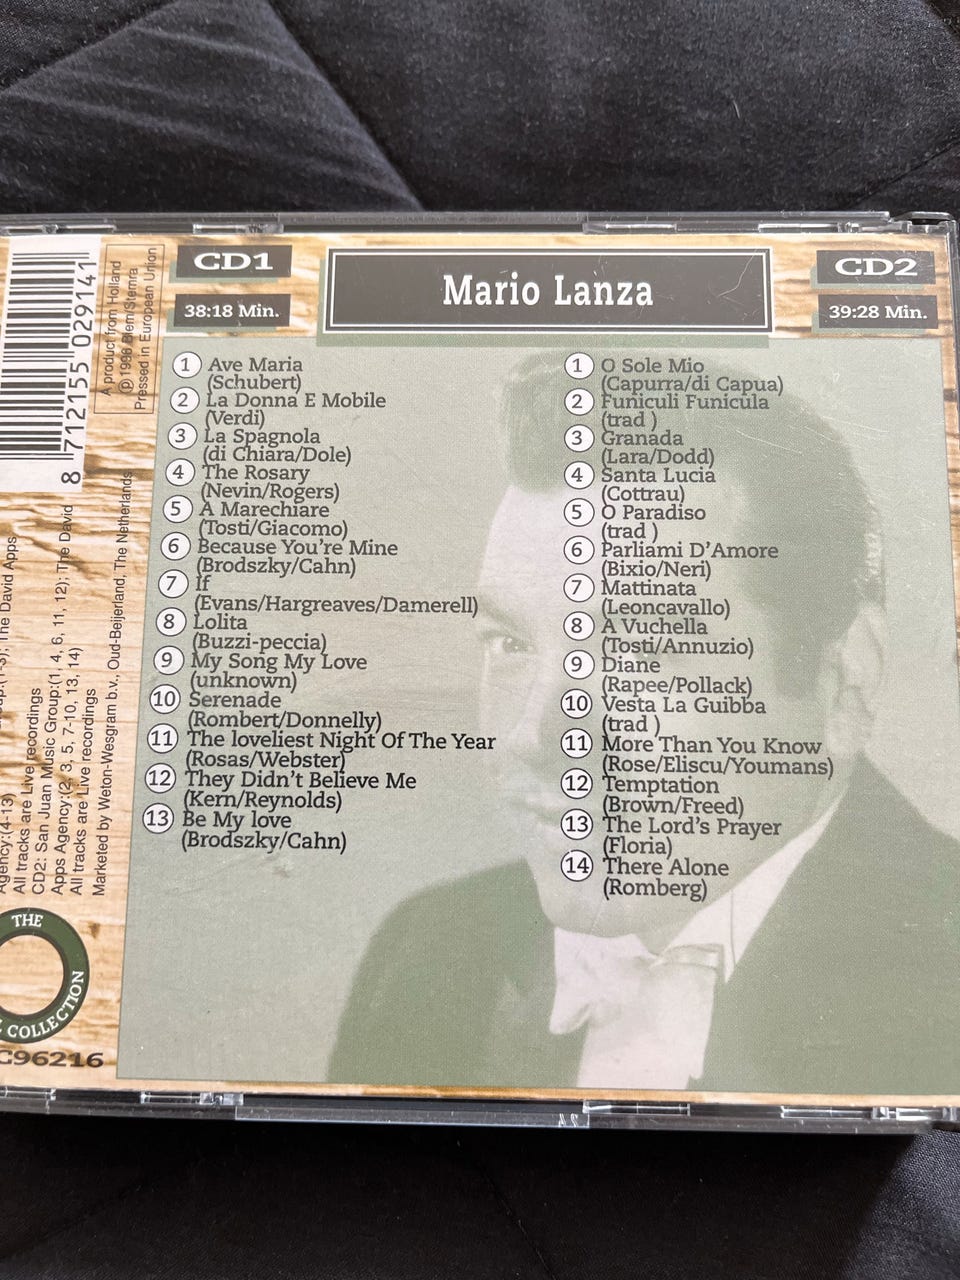 CD1
38:18 Min.
Mario Lanza
CD2
39:28 Min.
1 Ave Maria
(Schubert)
2 La Donna E Mobile
(Verdi)
3 La Spagnola
(di Chiara/Dole)
4 The Rosary
(Nevin/Rogers)
5 A Marechiare
(Tosti/Giacomo)
6 Because You're Mine
(Brodszky/Cahn)
7 If
(Evans/Hargreaves/Damerell)
8 Lolita
(Buzzi-peccia)
9 My Song My Love
(unknown)
10 Serenade
(Rombert/Donnelly)
11 The loveliest Night Of The Year
(Rosas/Webster)
12 They Didn't Believe Me
(Kern/Reynolds)
13 Be My love
(Brodszky/Cahn)
1 O Sole Mio
(Capurra/di Capua)
2 Funiculi Funicula
(trad )
3 Granada
(Lara/Dodd)
4 Santa Lucia
(Cottrau)
5 O Paradiso
(trad )
6 Parliami D'Amore
(Bixio/Neri)
7 Mattinata
(Leoncavallo)
8 A Vuchella
(Tosti/Annuzio)
9 Diane
(Rapee/Pollack)
10 Vesta La Guibba
(trad )
11 More Than You Know
(Rose/Eliscu/Youmans)
12 Temptation
(Brown/Freed)
13 The Lord's Prayer
(Floria)
14 There Alone
(Romberg)
8 712155 029141
A product from Holland
Ⓟ 1996 Biem/Stemra
Pressed in European Union
The David Apps
Agency:(4-13)
All tracks are Live recordings
CD2: San Juan Music Group:(1, 4, 6, 11, 12); The David
Apps Agency:(2, 3, 5, 7-10, 13, 14)
All tracks are Live recordings
Marketed by Weton-Wesgram b.v., Oud-Beijerland, The Netherlands
THE
COLLECTION
C96216